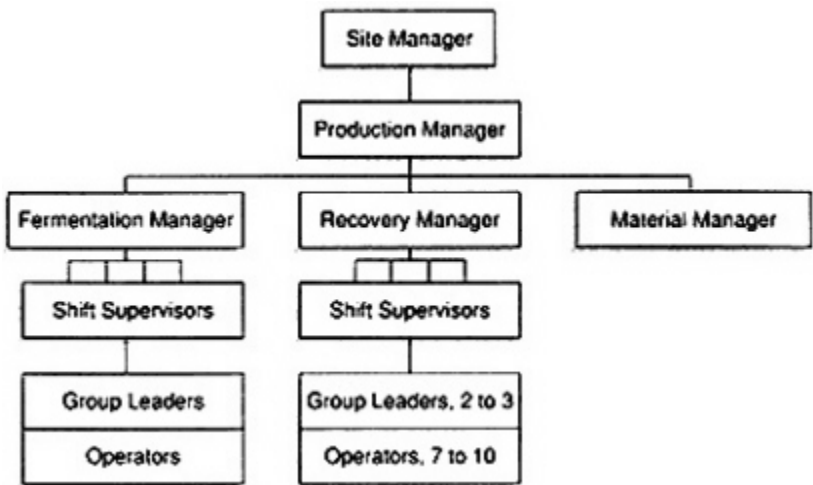 Site Manager
Production Manager
Fermentation Manager
Recovery Manager
Material Manager
Shift Supervisors
Shift Supervisors
Group Leaders
Group Leaders, 2 to 3
Operators
Operators, 7 to 10